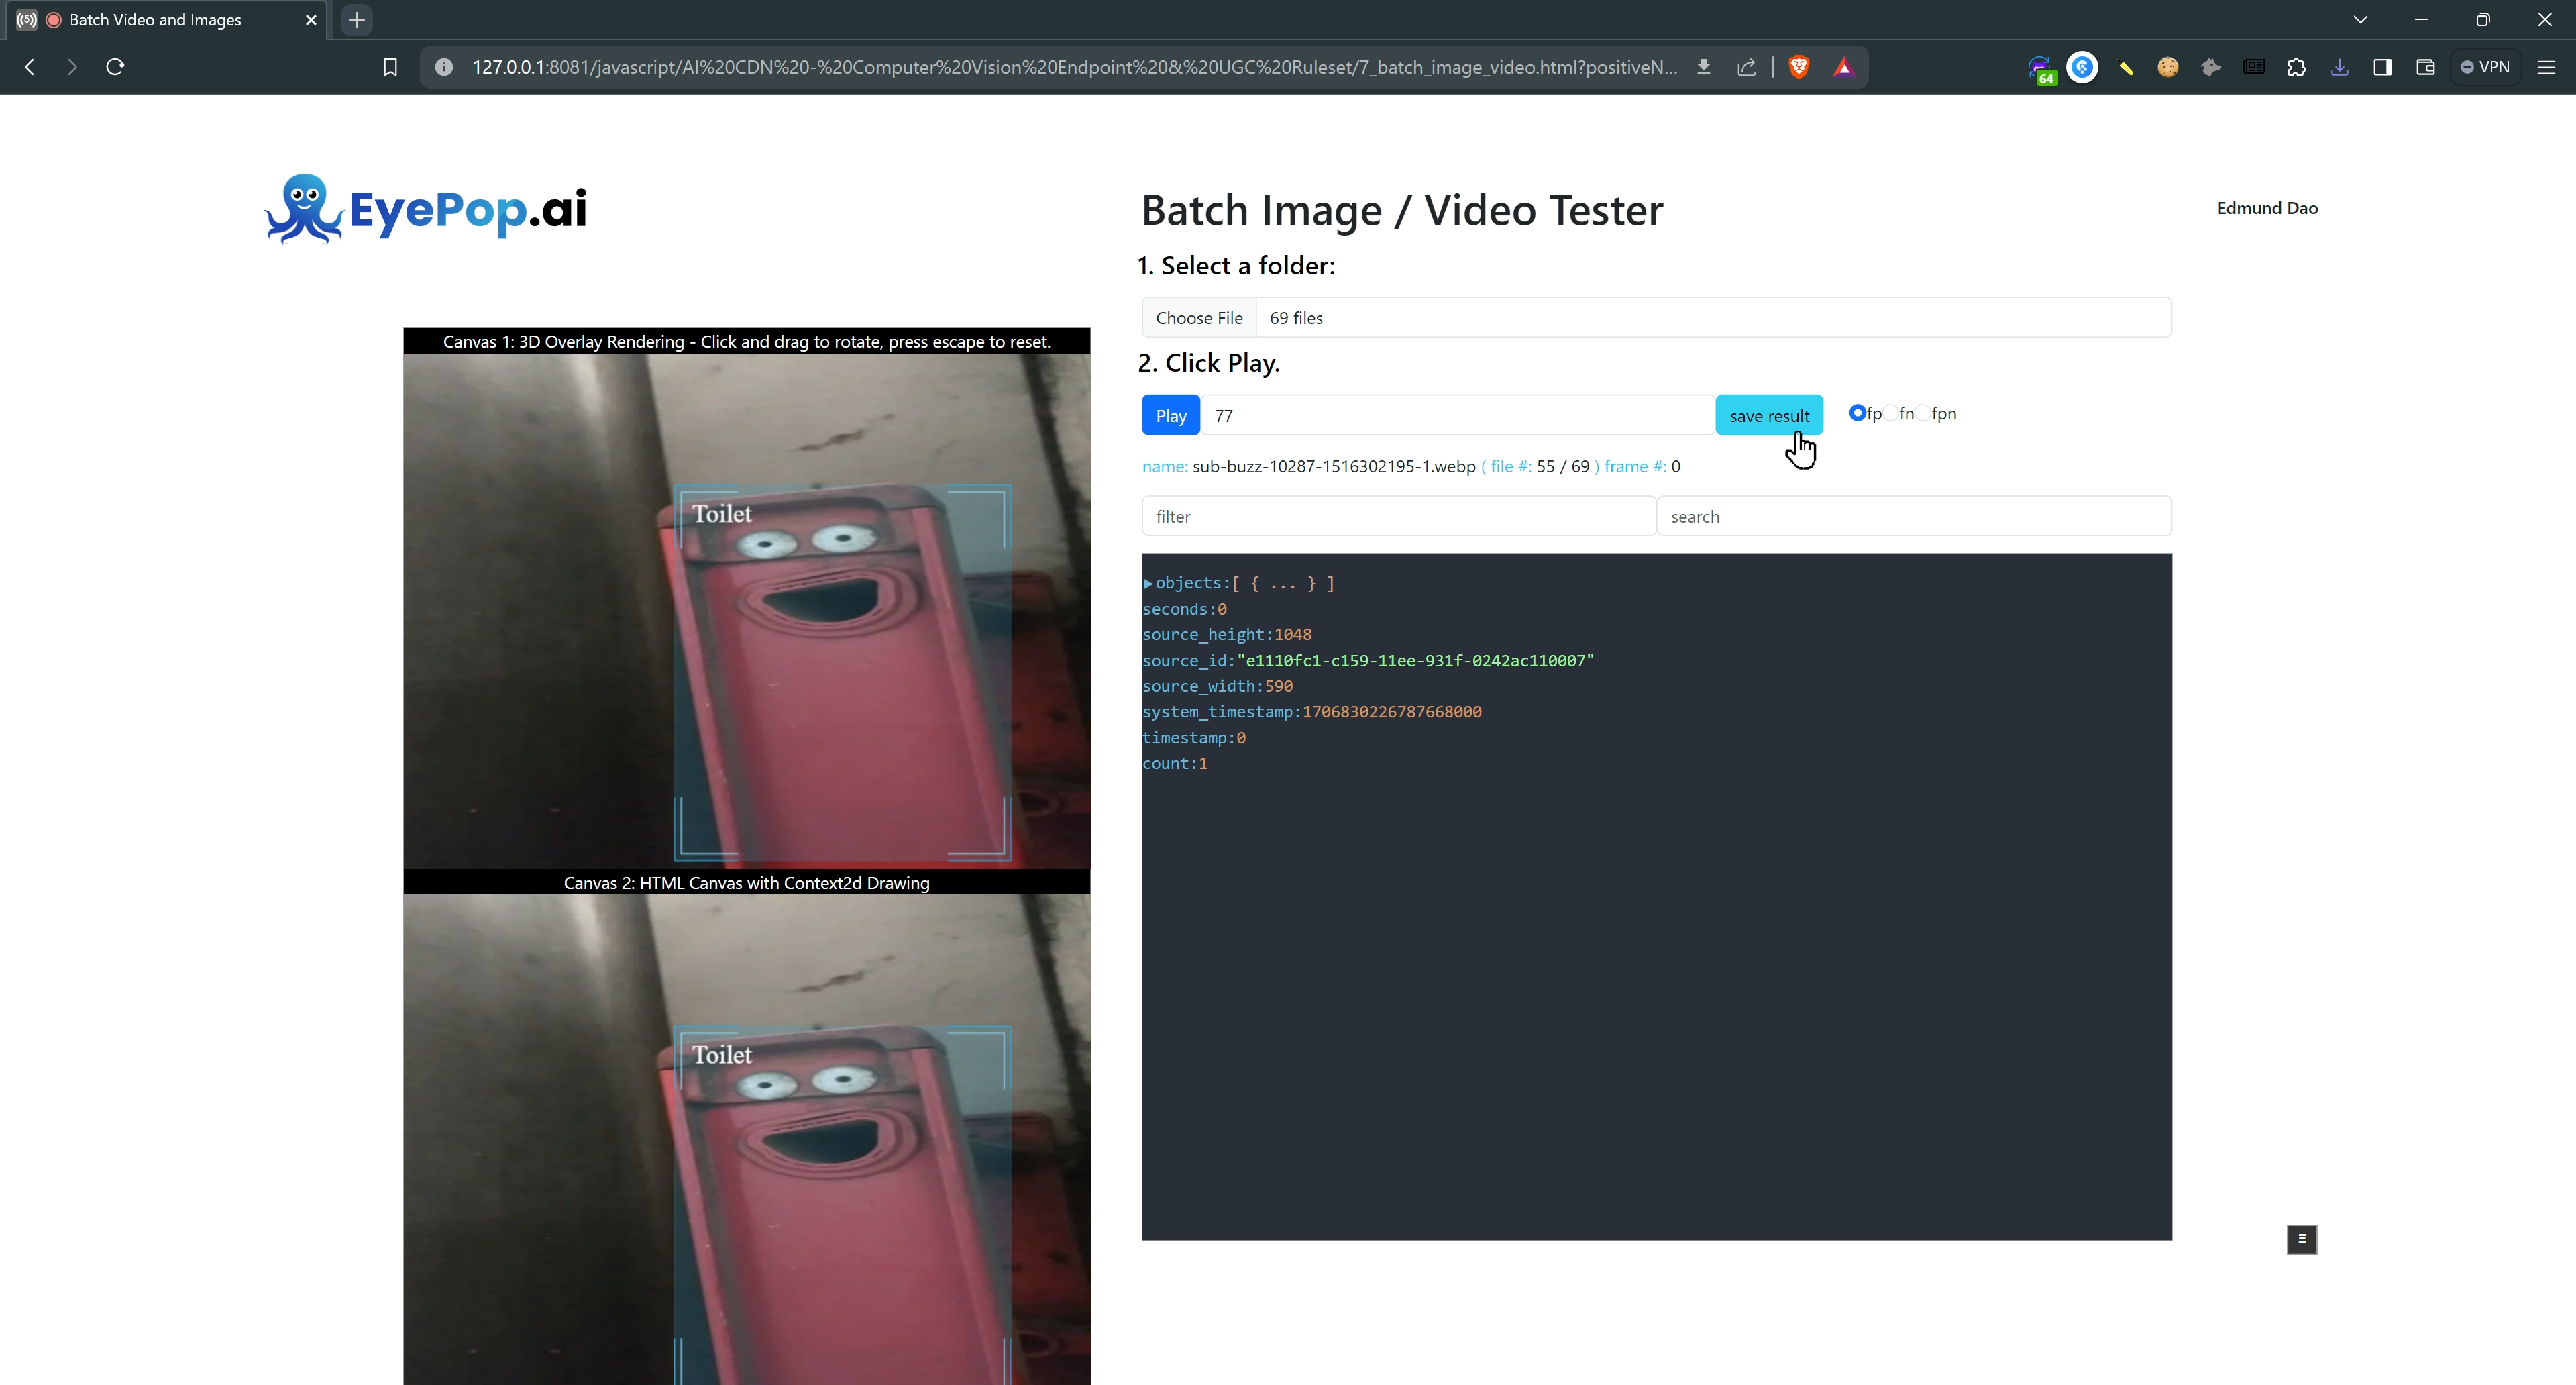 Batch Video and Images
127.0.0.1:8081/javascript/AI%20CDN%20-%20Computer%20Vision%20Endpoint%20&%20UGC%20Ruleset/7_batch_image_video.html?positiveN...
64
VPN
EyePop.ai
Batch Image / Video Tester
Edmund Dao
1. Select a folder:
Choose File 69 files
2. Click Play.
Play 77 save result fp fn fpn
name: sub-buzz-10287-1516302195-1.webp ( file #: 55 / 69 ) frame #: 0
filter search
▶objects:[ { ... } ]
seconds:0
source_height:1048
source_id:"e1110fc1-c159-11ee-931f-0242ac110007"
source_width:590
system_timestamp:1706830226787668000
timestamp:0
count:1
Canvas 1: 3D Overlay Rendering - Click and drag to rotate, press escape to reset.
Toilet
Canvas 2: HTML Canvas with Context2d Drawing
Toilet